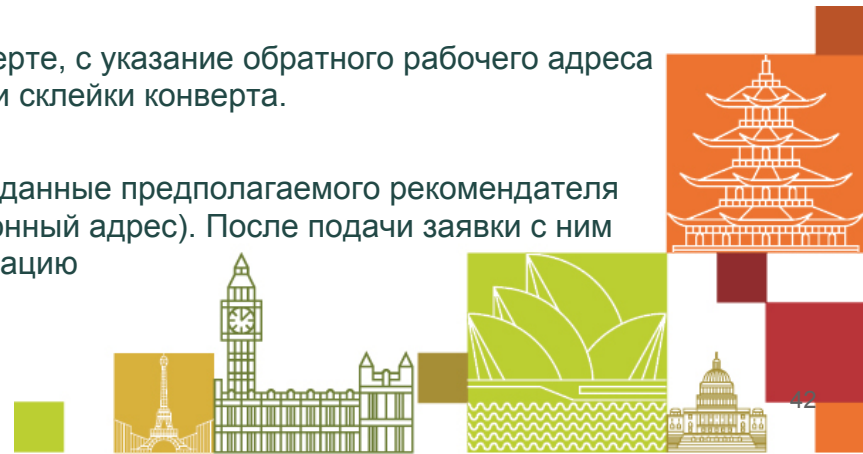 ерте, с указание обратного рабочего адреса
и склейки конверта.
данные предполагаемого рекомендателя
онный адрес). После подачи заявки с ним
ацию
42